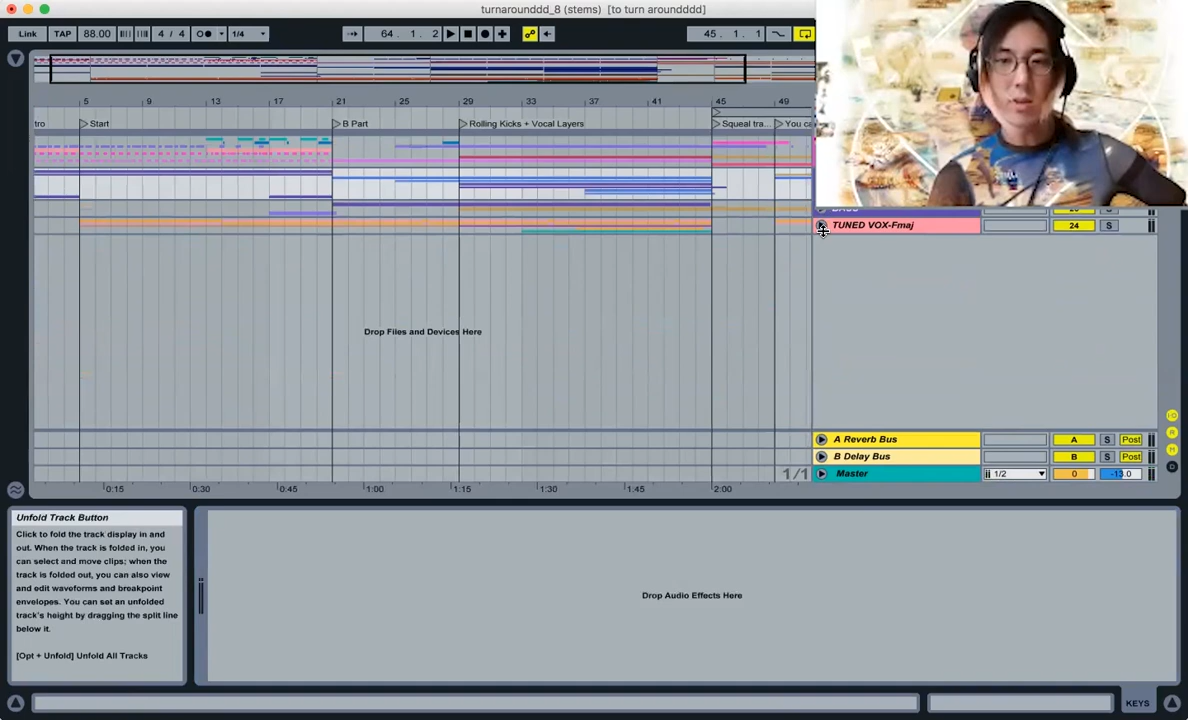 turnarounddd_8 (stems) [to turn arounddddd]
Link TAP 88.00 4 / 4 1/4 64. 1. 2 45. 1. 1
5 9 13 17 21 25 29 33 37 41 45 49
tro Start B Part Rolling Kicks + Vocal Layers Squeal tra... You ca
BASS
TUNED VOX-Fmaj 24 S
Drop Files and Devices Here
A Reverb Bus A S Post
B Delay Bus B S Post
1/1 Master 1/2 0 -13.0
0:15 0:30 0:45 1:00 1:15 1:30 1:45 2:00
Unfold Track Button
Click to fold the track display in and
out. When the track is folded in, you
can select and move clips; when the
track is folded out, you can also view
and edit waveforms and breakpoint
envelopes. You can set an unfolded
track's height by dragging the split line
below it.
[Opt + Unfold] Unfold All Tracks
Drop Audio Effects Here
KEYS